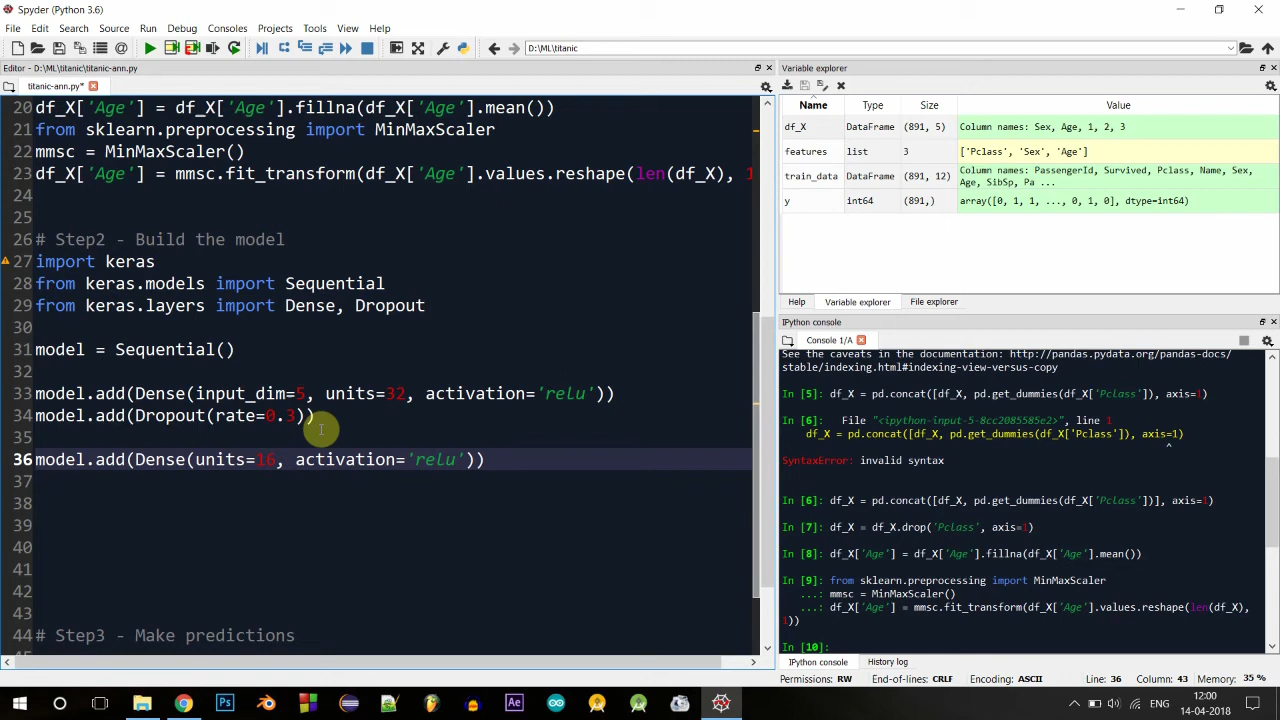 Spyder (Python 3.6)
File Edit Search Source Run Debug Consoles Projects Tools View Help
D:\ML\titanic
Editor - D:\ML\titanic\titanic-ann.py
titanic-ann.py*
20 df_X['Age'] = df_X['Age'].fillna(df_X['Age'].mean())
21 from sklearn.preprocessing import MinMaxScaler
22 mmsc = MinMaxScaler()
23 df_X['Age'] = mmsc.fit_transform(df_X['Age'].values.reshape(len(df_X), 1
24
25
26 # Step2 - Build the model
27 import keras
28 from keras.models import Sequential
29 from keras.layers import Dense, Dropout
30
31 model = Sequential()
32
33 model.add(Dense(input_dim=5, units=32, activation='relu'))
34 model.add(Dropout(rate=0.3))
35
36 model.add(Dense(units=16, activation='relu'))
37
38
39
40
41
42
43
44 # Step3 - Make predictions
Variable explorer
Name Type Size Value
df_X DataFrame (891, 5) Column names: Sex, Age, 1, 2, 3
features list 3 ['Pclass', 'Sex', 'Age']
train_data DataFrame (891, 12) Column names: PassengerId, Survived, Pclass, Name, Sex,
Age, SibSp, Pa ...
y int64 (891,) array([0, 1, 1, ..., 0, 1, 0], dtype=int64)
Help Variable explorer File explorer
IPython console
Console 1/A
See the caveats in the documentation: http://pandas.pydata.org/pandas-docs/
stable/indexing.html#indexing-view-versus-copy
In [5]: df_X = pd.concat([df_X, pd.get_dummies(df_X['Pclass']), axis=1)
In [6]: File "<ipython-input-5-8cc2085585e2>", line 1
df_X = pd.concat([df_X, pd.get_dummies(df_X['Pclass']), axis=1)
^
SyntaxError: invalid syntax
In [6]: df_X = pd.concat([df_X, pd.get_dummies(df_X['Pclass'])], axis=1)
In [7]: df_X = df_X.drop('Pclass', axis=1)
In [8]: df_X['Age'] = df_X['Age'].fillna(df_X['Age'].mean())
In [9]: from sklearn.preprocessing import MinMaxScaler
...: mmsc = MinMaxScaler()
...: df_X['Age'] = mmsc.fit_transform(df_X['Age'].values.reshape(len(df_X),
1))
In [10]:
IPython console History log
Permissions: RW End-of-lines: CRLF Encoding: ASCII Line: 36 Column: 43 Memory: 35 %
ENG 12:00
14-04-2018